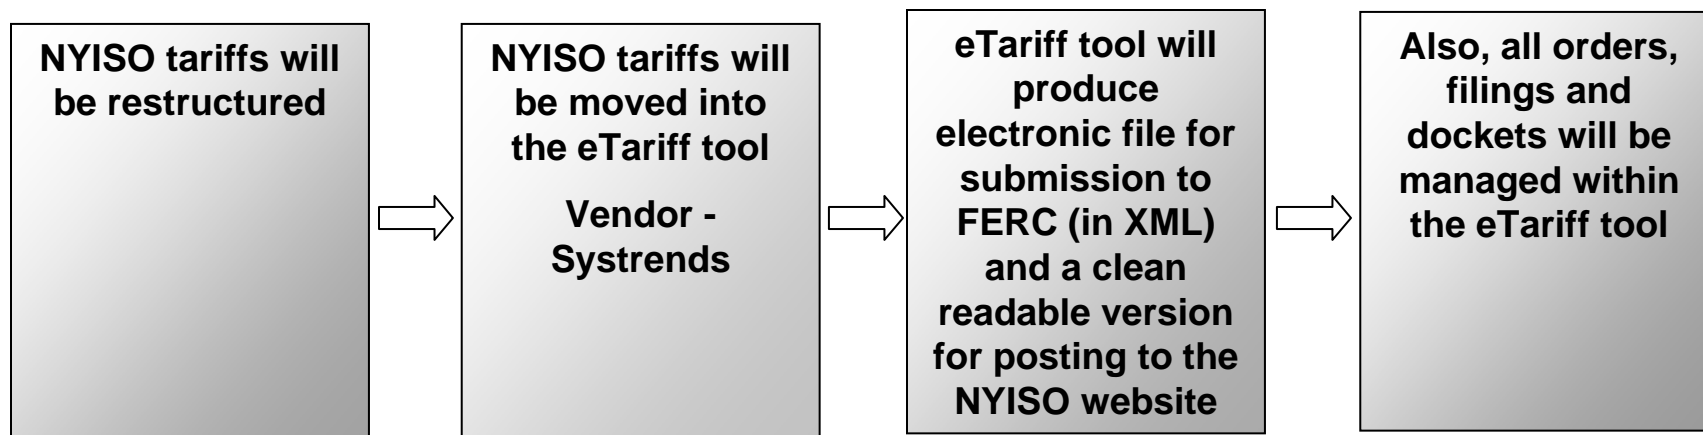 NYISO tariffs will
be restructured
NYISO tariffs will
be moved into
the eTariff tool
Vendor -
Systrends
eTariff tool will
produce
electronic file for
submission to
FERC (in XML)
and a clean
readable version
for posting to the
NYISO website
Also, all orders,
filings and
dockets will be
managed within
the eTariff tool